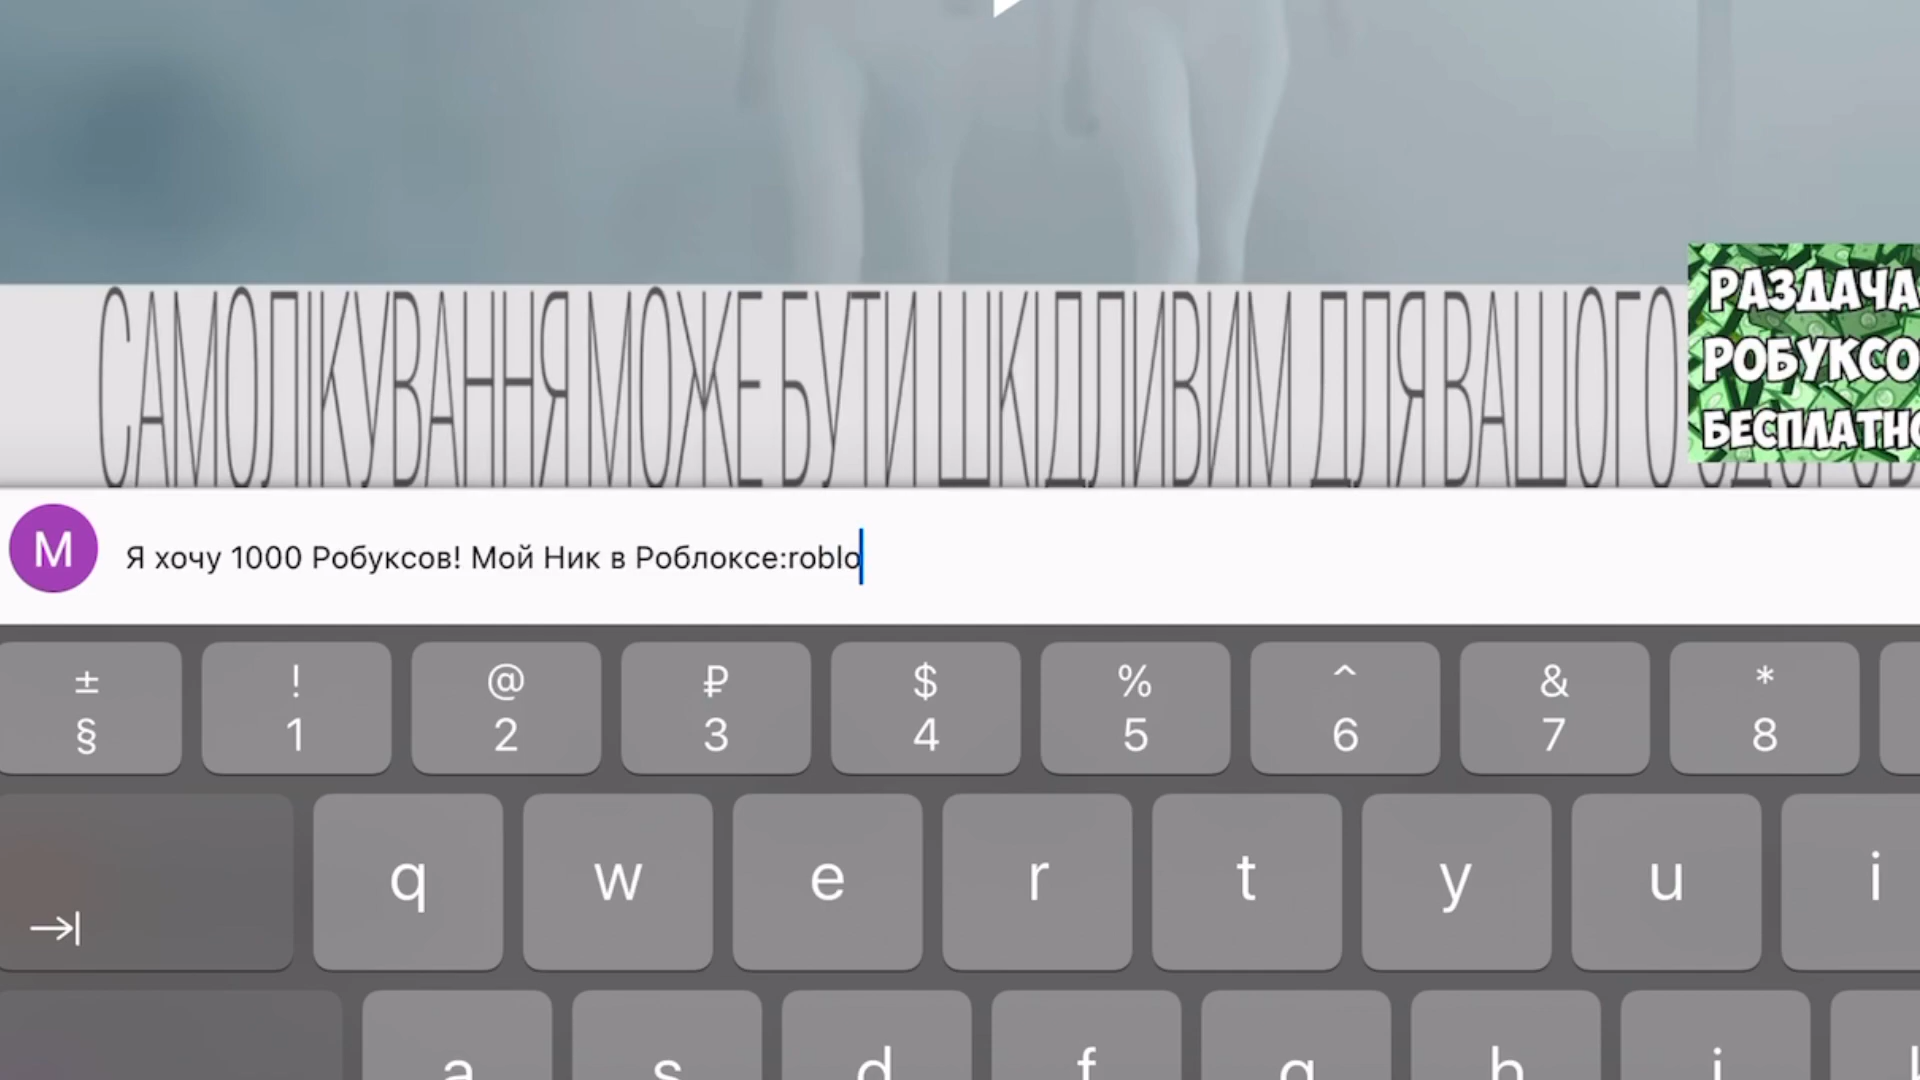 САМОЛІКУВАННЯ МОЖЕ БУТИ ШКІДЛИВИМ ДЛЯ ВАШОГО
РАЗДАЧА
РОБУКСО
БЕСПЛАТНО
М
Я хочу 1000 Робуксов! Мой Ник в Роблоксе:roblo
± ! @ ₽ $ % ^ & *
§ 1 2 3 4 5 6 7 8
q w e r t y u i
a s d f g h j k